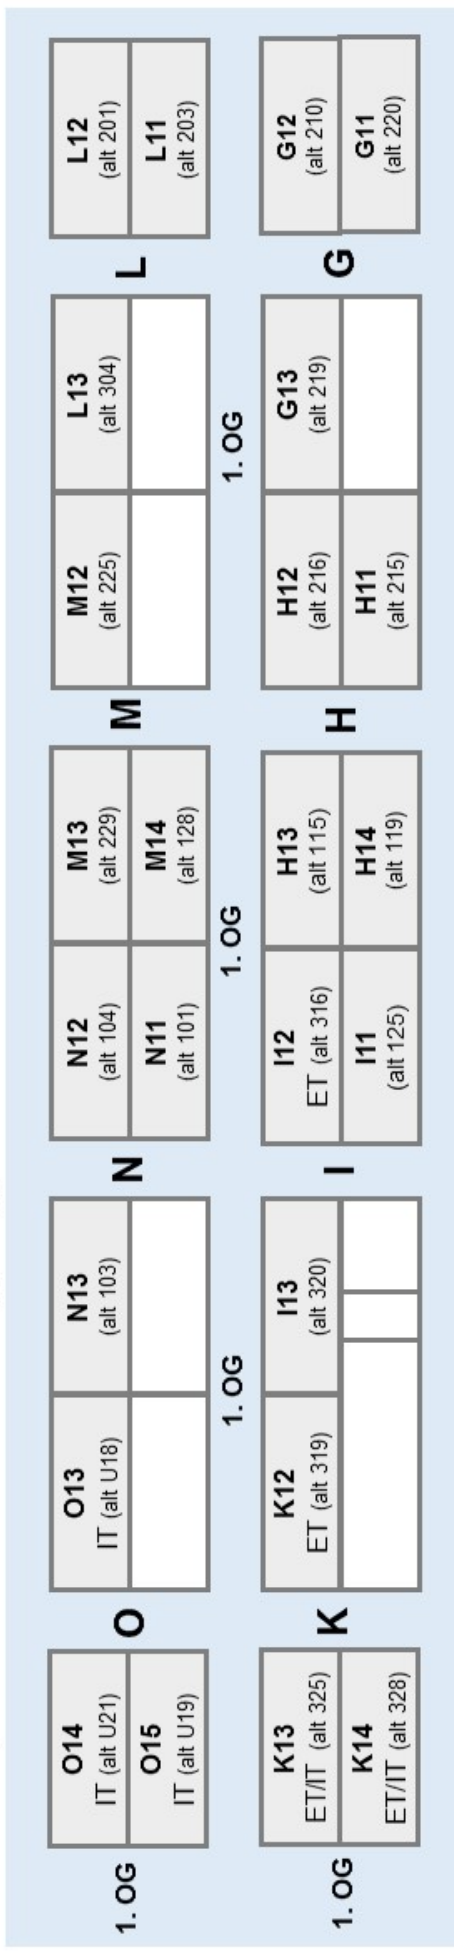 1. OG
O14
IT (alt U21)
O15
IT (alt U19)
O
O13
IT (alt U18)
N13
(alt 103)
N
N12
(alt 104)
M13
(alt 229)
N11
(alt 101)
M14
(alt 128)
M
M12
(alt 225)
L13
(alt 304)
L
L12
(alt 201)
L11
(alt 203)
1. OG
1. OG
1. OG
1. OG
K13
ET/IT (alt 325)
K14
ET/IT (alt 328)
K
K12
ET (alt 319)
I13
(alt 320)
I
I12
ET (alt 316)
H13
(alt 115)
I11
(alt 125)
H14
(alt 119)
H
H12
(alt 216)
G13
(alt 219)
H11
(alt 215)
G
G12
(alt 210)
G11
(alt 220)